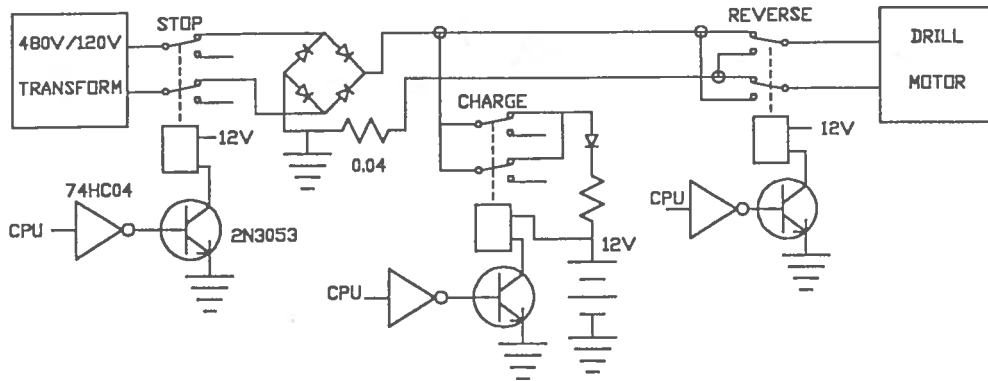 480V/120V
TRANSFORM
STOP
REVERSE
DRILL
MOTOR
CHARGE
12V
0.04
12V
74HC04
CPU
2N3053
12V
CPU
CPU